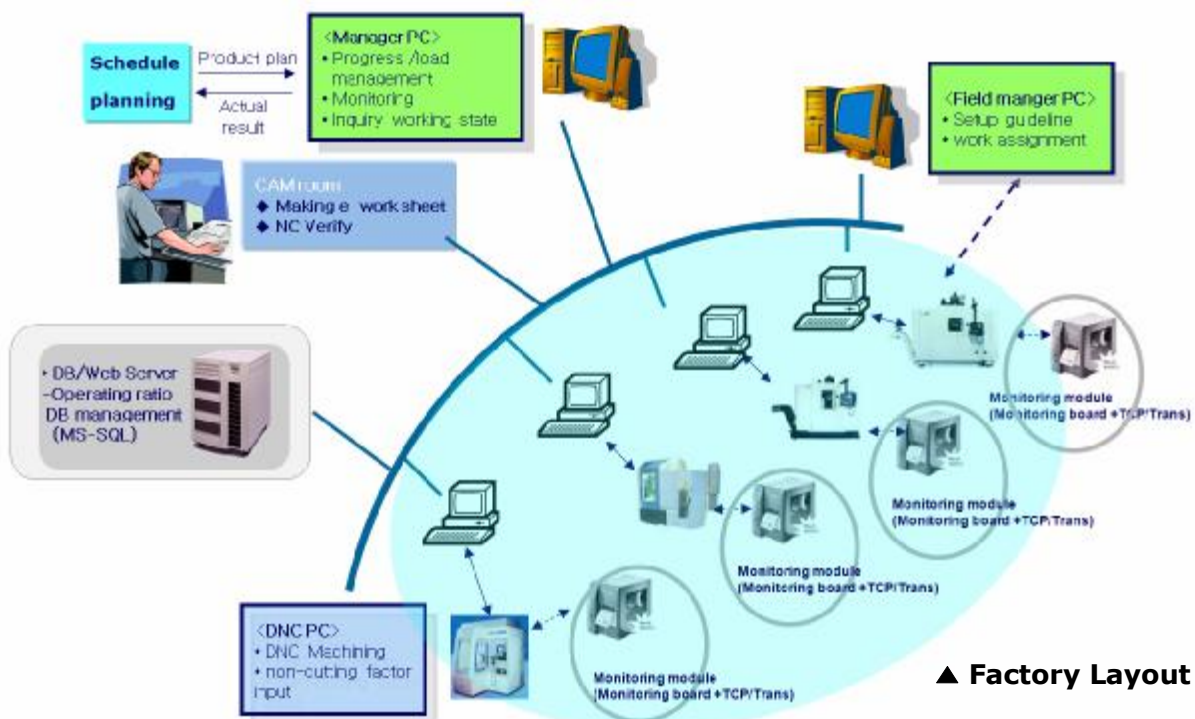 Schedule
planning
Product plan
Actual
result
<Manager PC>
• Progress /load
management
• Monitoring
• Inquiry working state
<Field manger PC>
• Setup guideline
• work assignment
CAM room
◆ Making e worksheet
◆ NC Verify
• DB/Web Server
-Operating ratio
DB management
(MS-SQL)
Monitoring module
(Monitoring board +TCP/Trans)
Monitoring module
(Monitoring board +TCP/Trans)
Monitoring module
(Monitoring board +TCP/Trans)
Monitoring module
(Monitoring board +TCP/Trans)
<DNC PC>
• DNC Machining
• non-cutting factor
input
▲ Factory Layout